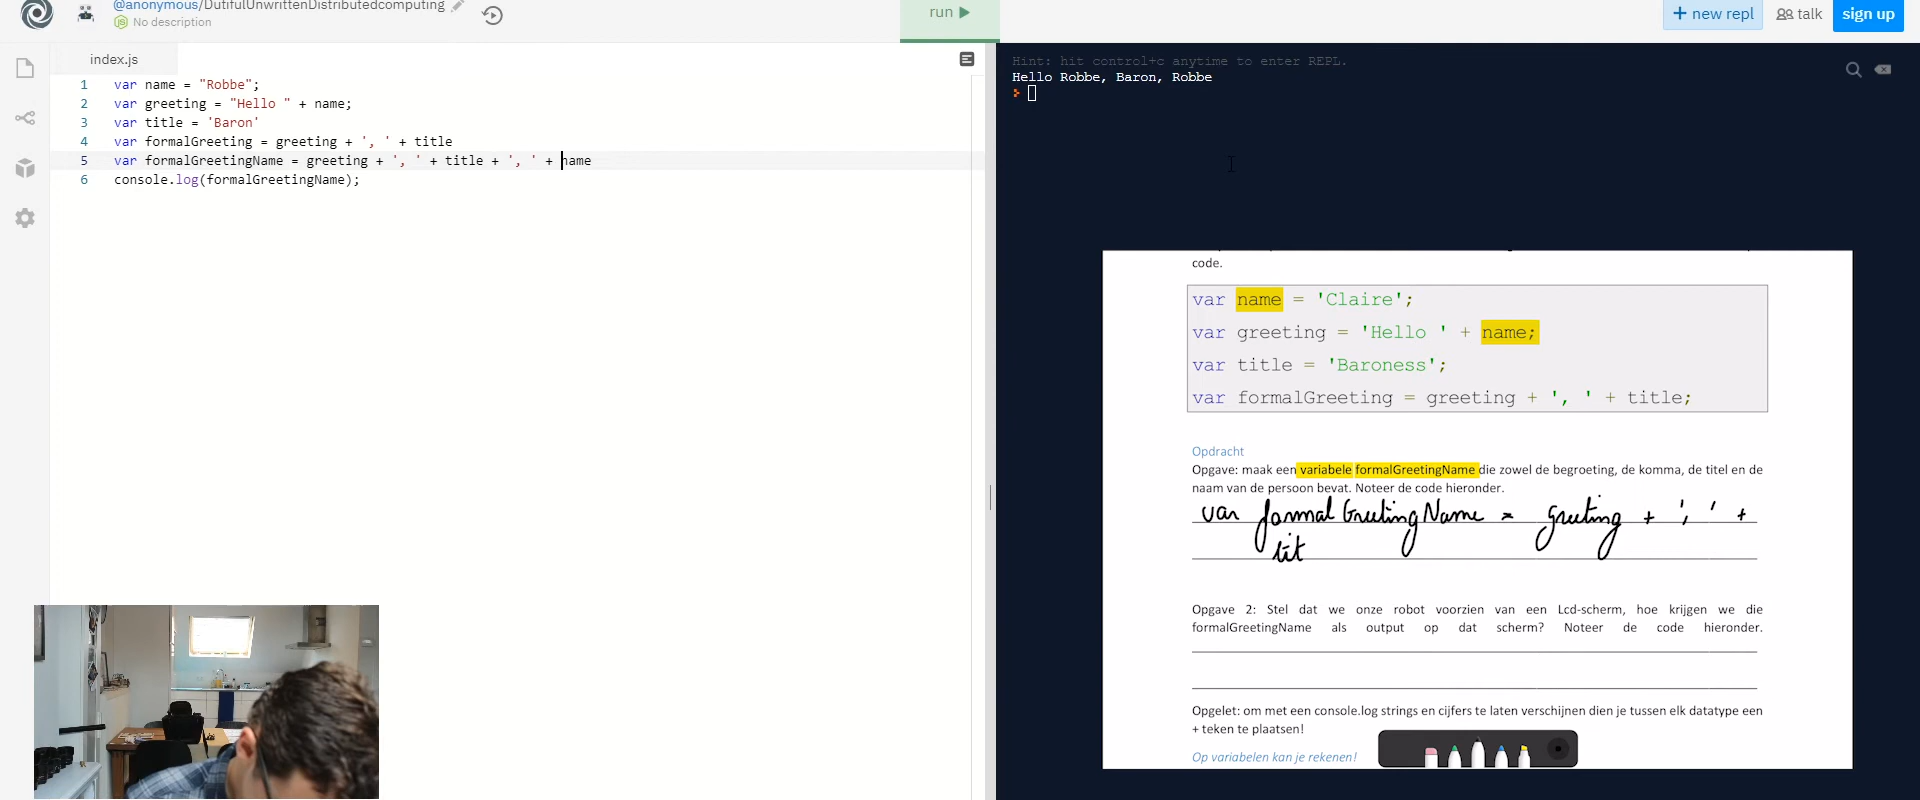 @anonymous/DutifulUnwrittenDistributedcomputing
No description
run
+ new repl
talk
sign up
index.js
1 var name = "Robbe";
2 var greeting = "Hello " + name;
3 var title = 'Baron'
4 var formalGreeting = greeting + ', ' + title
5 var formalGreetingName = greeting + ', ' + title + ', ' + name
6 console.log(formalGreetingName);
Hint: hit control+c anytime to enter REPL.
Hello Robbe, Baron, Robbe
code.
var name = 'Claire';
var greeting = 'Hello ' + name;
var title = 'Baroness';
var formalGreeting = greeting + ', ' + title;
Opdracht
Opgave: maak een variabele formalGreetingName die zowel de begroeting, de komma, de titel en de
naam van de persoon bevat. Noteer de code hieronder.
var formalGreetingName = greeting + ', ' +
tit
Opgave 2: Stel dat we onze robot voorzien van een Lcd-scherm, hoe krijgen we die
formalGreetingName als output op dat scherm? Noteer de code hieronder.
Opgelet: om met een console.log strings en cijfers te laten verschijnen dien je tussen elk datatype een
+ teken te plaatsen!
Op variabelen kan je rekenen!